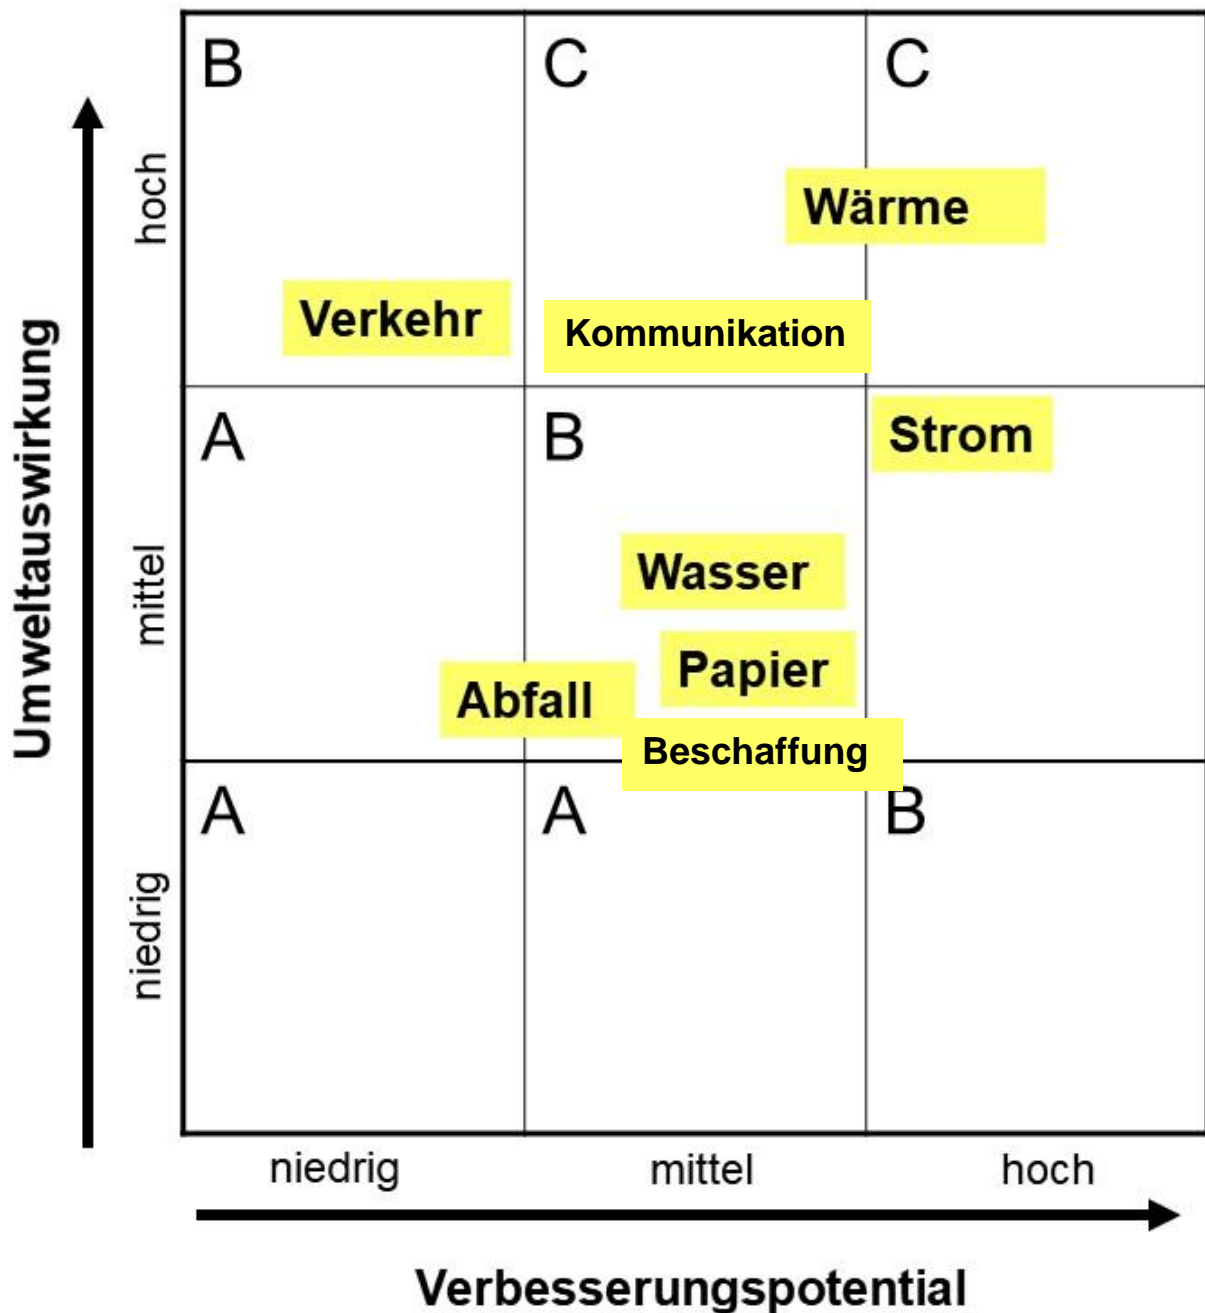 B
C
C
hoch
Wärme
Verkehr
Kommunikation
Umweltauswirkung
A
B
Strom
mittel
Wasser
Papier
Abfall
Beschaffung
A
A
B
niedrig
niedrig
mittel
hoch
Verbesserungspotential